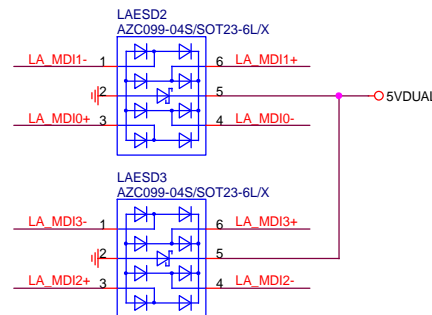 LAESD2
AZC099-04S/SOT23-6L/X
LA_MDI1- 1 6 LA_MDI1+
2 5 5VDUAL
LA_MDI0+ 3 4 LA_MDI0-
LAESD3
AZC099-04S/SOT23-6L/X
LA_MDI3- 1 6 LA_MDI3+
2 5
LA_MDI2+ 3 4 LA_MDI2-